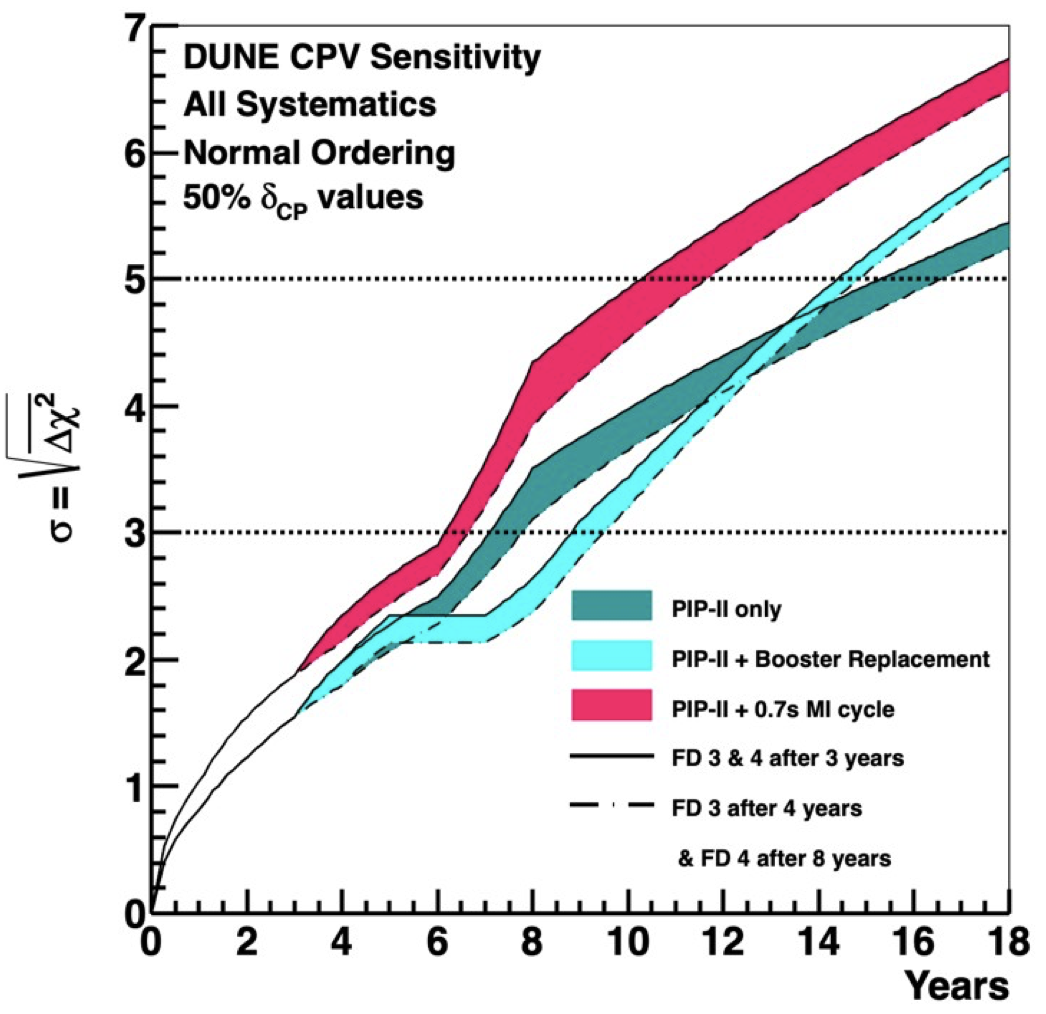 DUNE CPV Sensitivity
All Systematics
Normal Ordering
50% δCP values
7
6
5
4
3
2
1
0
σ = √Δχ²
PIP-II only
PIP-II + Booster Replacement
PIP-II + 0.7s MI cycle
FD 3 & 4 after 3 years
FD 3 after 4 years
& FD 4 after 8 years
0 2 4 6 8 10 12 14 16 18
Years